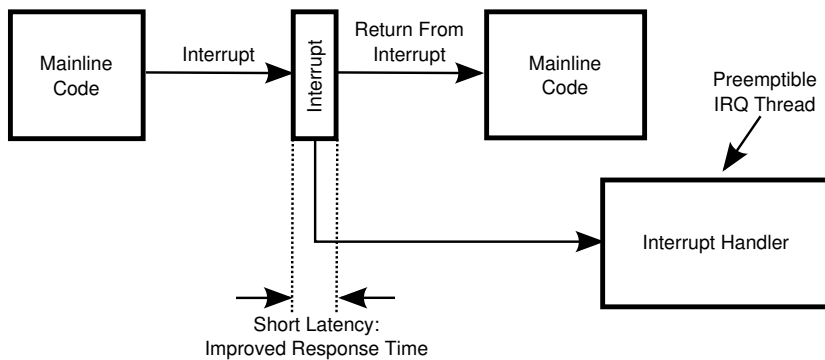 Mainline
Code
Interrupt
Interrupt
Return From
Interrupt
Mainline
Code
Preemptible
IRQ Thread
Interrupt Handler
Short Latency:
Improved Response Time